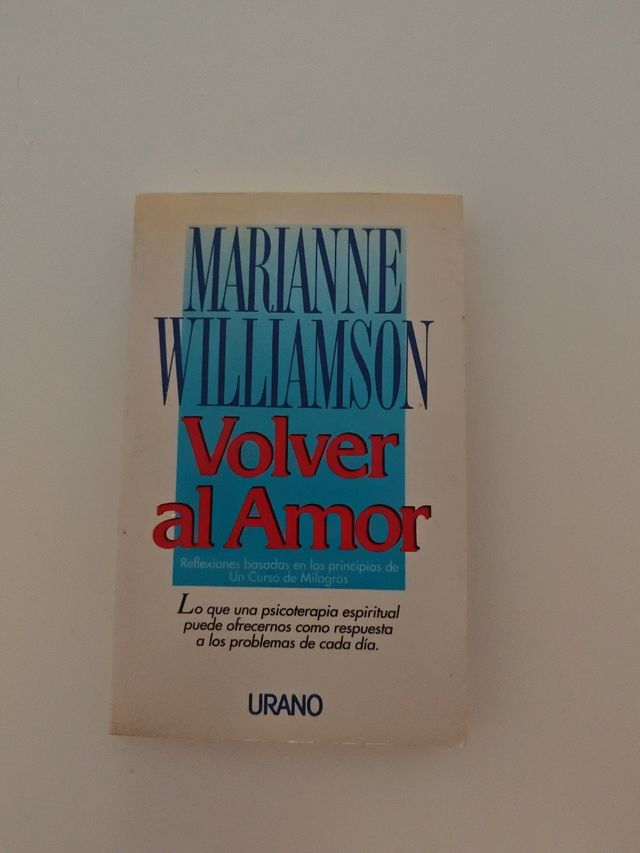 MARIANNE
WILLIAMSON
Volver
al Amor
Reflexiones basadas en los principios de
Un Curso de Milagros
Lo que una psicoterapia espiritual
puede ofrecernos como respuesta
a los problemas de cada día.
URANO